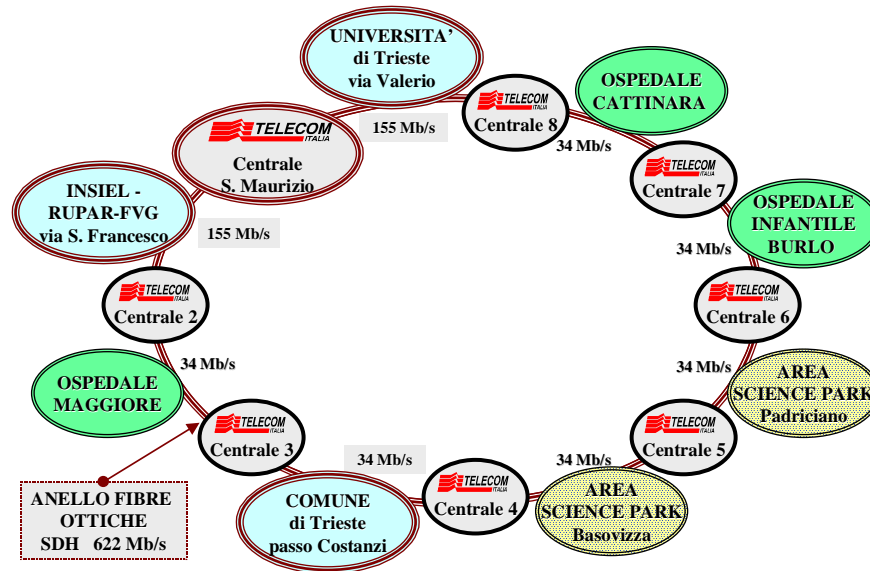 UNIVERSITA’
di Trieste
via Valerio
155 Mb/s
TELECOM
ITALIA
Centrale 8
OSPEDALE
CATTINARA
34 Mb/s
TELECOM
ITALIA
Centrale
S. Maurizio
TELECOM
ITALIA
Centrale 7
INSIEL -
RUPAR-FVG
via S. Francesco
155 Mb/s
OSPEDALE
INFANTILE
BURLO
34 Mb/s
TELECOM
ITALIA
Centrale 2
TELECOM
ITALIA
Centrale 6
34 Mb/s
OSPEDALE
MAGGIORE
34 Mb/s
AREA
SCIENCE PARK
Padriciano
TELECOM
ITALIA
Centrale 3
TELECOM
ITALIA
Centrale 5
34 Mb/s
34 Mb/s
ANELLO FIBRE
OTTICHE
SDH 622 Mb/s
COMUNE
di Trieste
passo Costanzi
TELECOM
ITALIA
Centrale 4
AREA
SCIENCE PARK
Basovizza